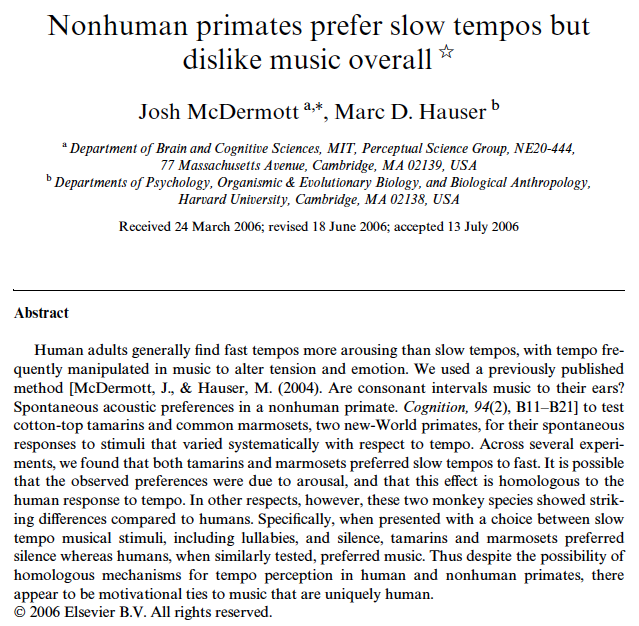 Nonhuman primates prefer slow tempos but
dislike music overall ☆
Josh McDermott a,*, Marc D. Hauser b
a Department of Brain and Cognitive Sciences, MIT, Perceptual Science Group, NE20-444,
77 Massachusetts Avenue, Cambridge, MA 02139, USA
b Departments of Psychology, Organismic & Evolutionary Biology, and Biological Anthropology,
Harvard University, Cambridge, MA 02138, USA
Received 24 March 2006; revised 18 June 2006; accepted 13 July 2006
Abstract
Human adults generally find fast tempos more arousing than slow tempos, with tempo fre-
quently manipulated in music to alter tension and emotion. We used a previously published
method [McDermott, J., & Hauser, M. (2004). Are consonant intervals music to their ears?
Spontaneous acoustic preferences in a nonhuman primate. Cognition, 94(2), B11–B21] to test
cotton-top tamarins and common marmosets, two new-World primates, for their spontaneous
responses to stimuli that varied systematically with respect to tempo. Across several experi-
ments, we found that both tamarins and marmosets preferred slow tempos to fast. It is possible
that the observed preferences were due to arousal, and that this effect is homologous to the
human response to tempo. In other respects, however, these two monkey species showed strik-
ing differences compared to humans. Specifically, when presented with a choice between slow
tempo musical stimuli, including lullabies, and silence, tamarins and marmosets preferred
silence whereas humans, when similarly tested, preferred music. Thus despite the possibility of
homologous mechanisms for tempo perception in human and nonhuman primates, there
appear to be motivational ties to music that are uniquely human.
© 2006 Elsevier B.V. All rights reserved.